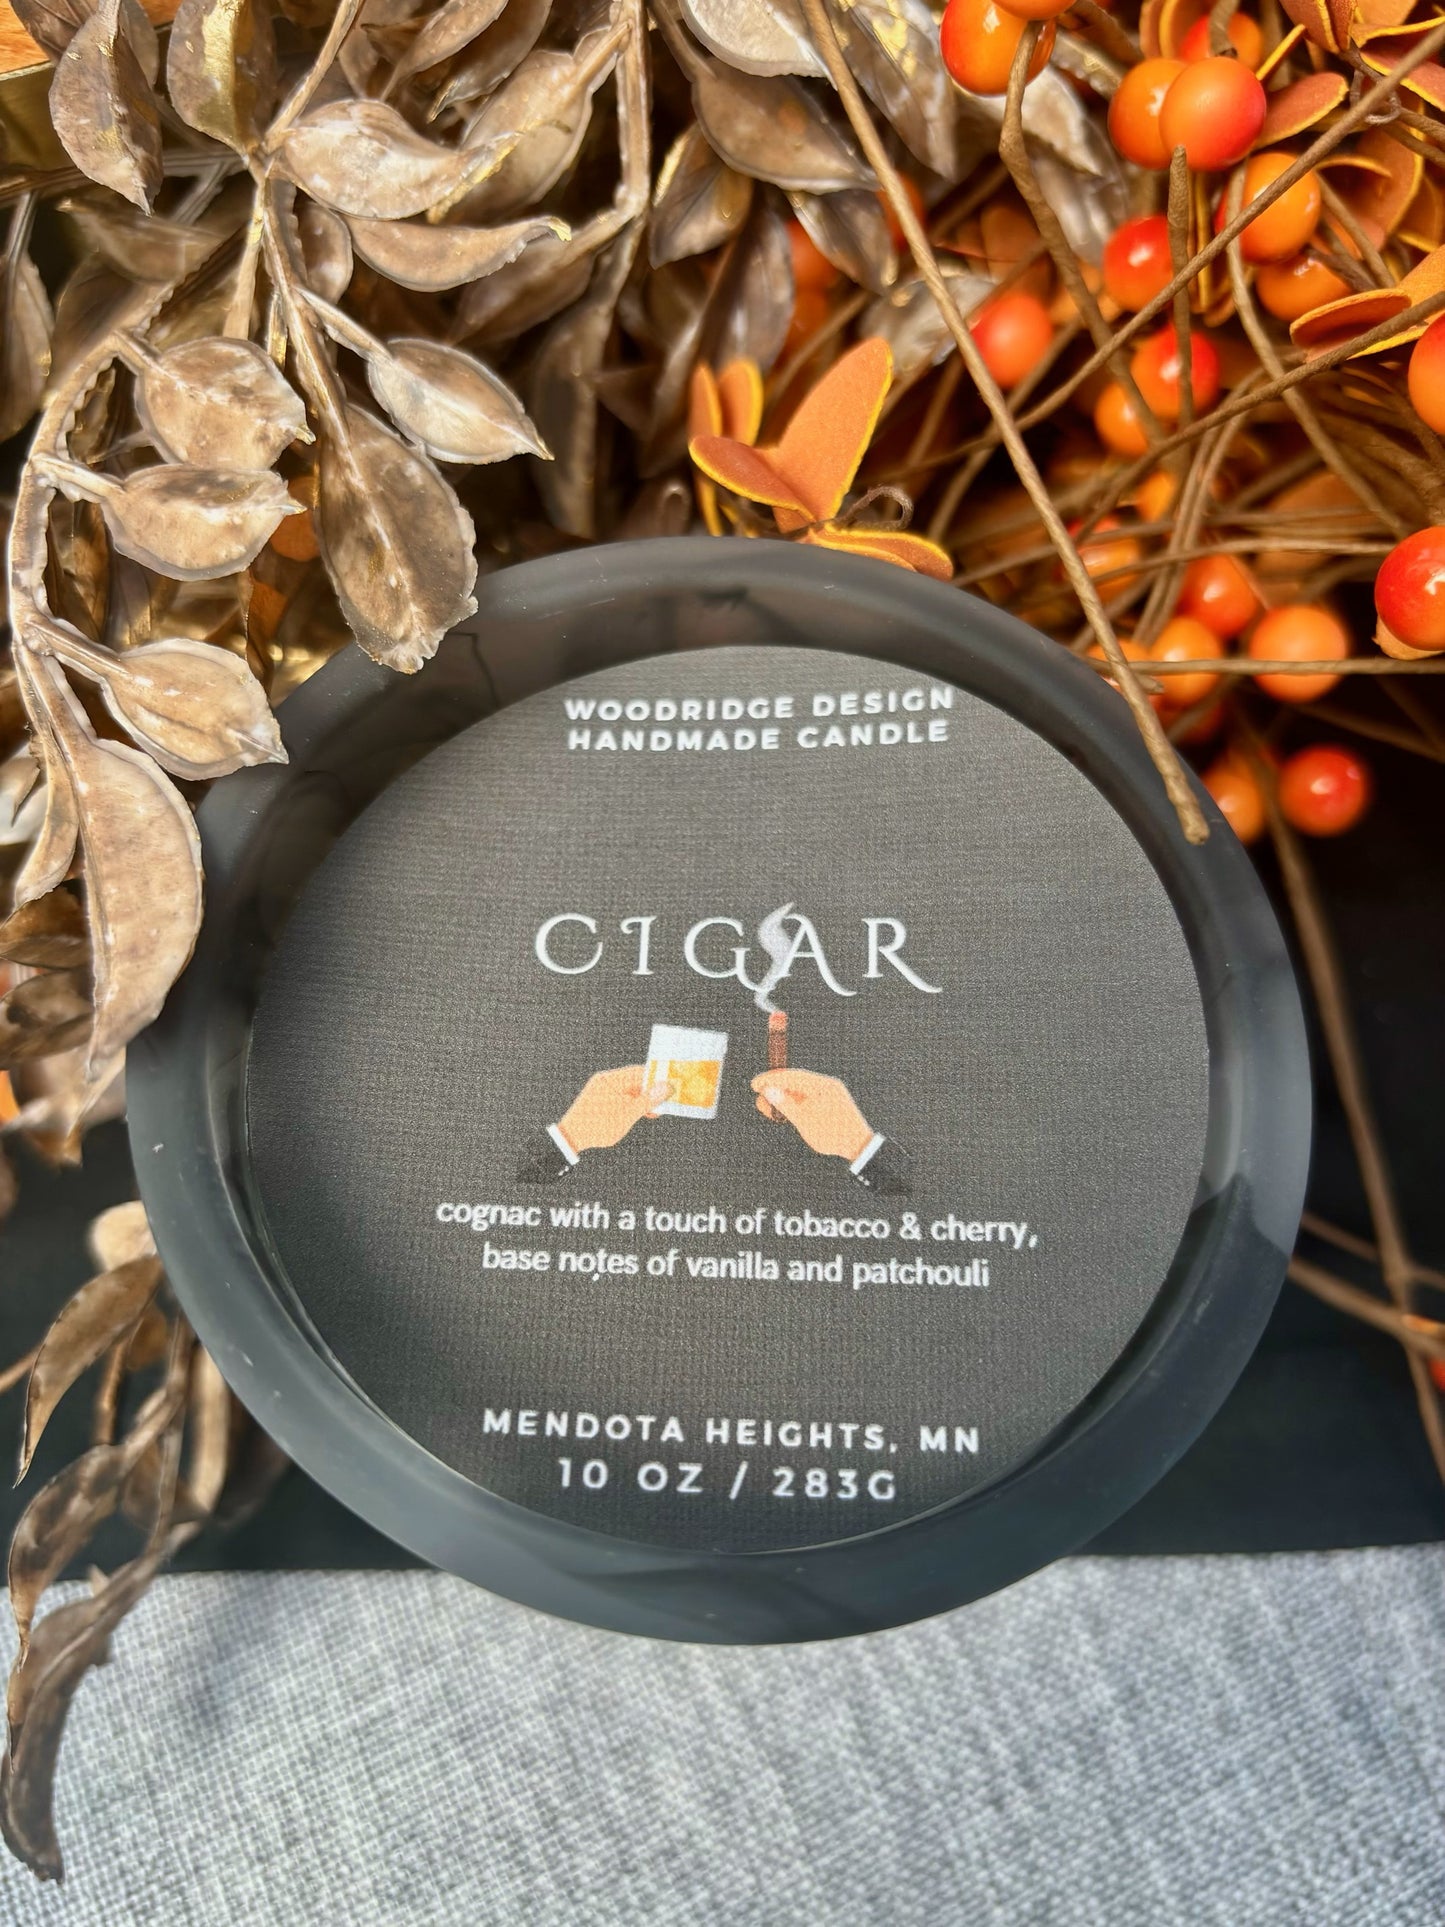 WOODRIDGE DESIGN
HANDMADE CANDLE
CIGAR
cognac with a touch of tobacco & cherry,
base notes of vanilla and patchouli
MENDOTA HEIGHTS, MN
10 OZ / 283G